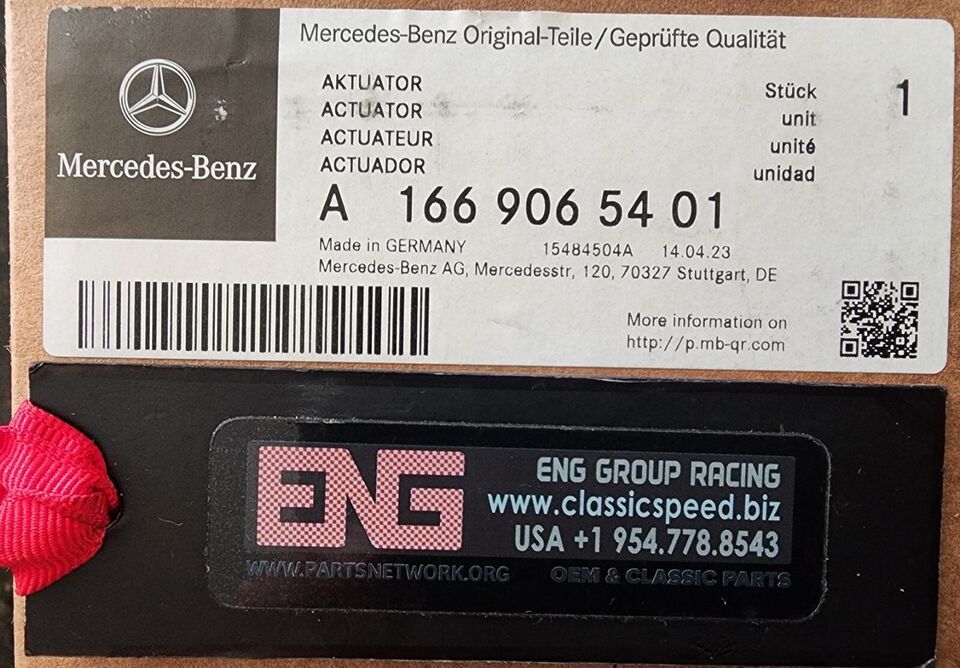 Mercedes-Benz
Mercedes-Benz Original-Teile/Geprüfte Qualität
AKTUATOR Stück 1
ACTUATOR unit
ACTUATEUR unité
ACTUADOR unidad
A 166 906 54 01
Made in GERMANY 15484504A 14.04.23
Mercedes-Benz AG, Mercedesstr, 120, 70327 Stuttgart, DE
More information on
http://p.mb-qr.com
ENG
ENG GROUP RACING
www.classicspeed.biz
USA +1 954.778.8543
WWW.PARTSNETWORK.ORG OEM & CLASSIC PARTS